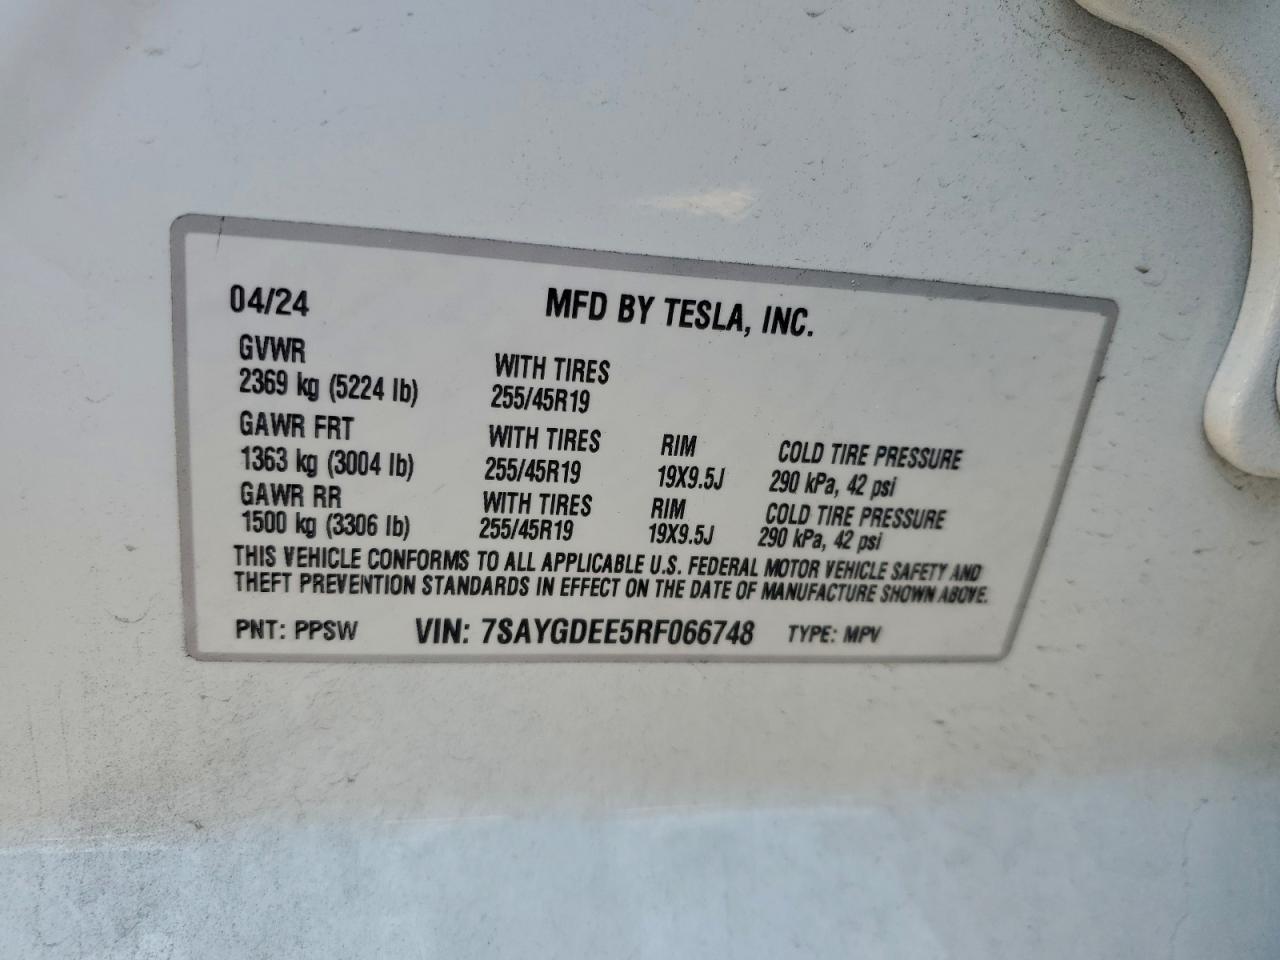 04/24 MFD BY TESLA, INC.
GVWR WITH TIRES
2369 kg (5224 lb) 255/45R19
GAWR FRT WITH TIRES RIM COLD TIRE PRESSURE
1363 kg (3004 lb) 255/45R19 19X9.5J 290 kPa, 42 psi
GAWR RR WITH TIRES RIM COLD TIRE PRESSURE
1500 kg (3306 lb) 255/45R19 19X9.5J 290 kPa, 42 psi
THIS VEHICLE CONFORMS TO ALL APPLICABLE U.S. FEDERAL MOTOR VEHICLE SAFETY AND
THEFT PREVENTION STANDARDS IN EFFECT ON THE DATE OF MANUFACTURE SHOWN ABOVE.
PNT: PPSW VIN: 7SAYGDEE5RF066748 TYPE: MPV